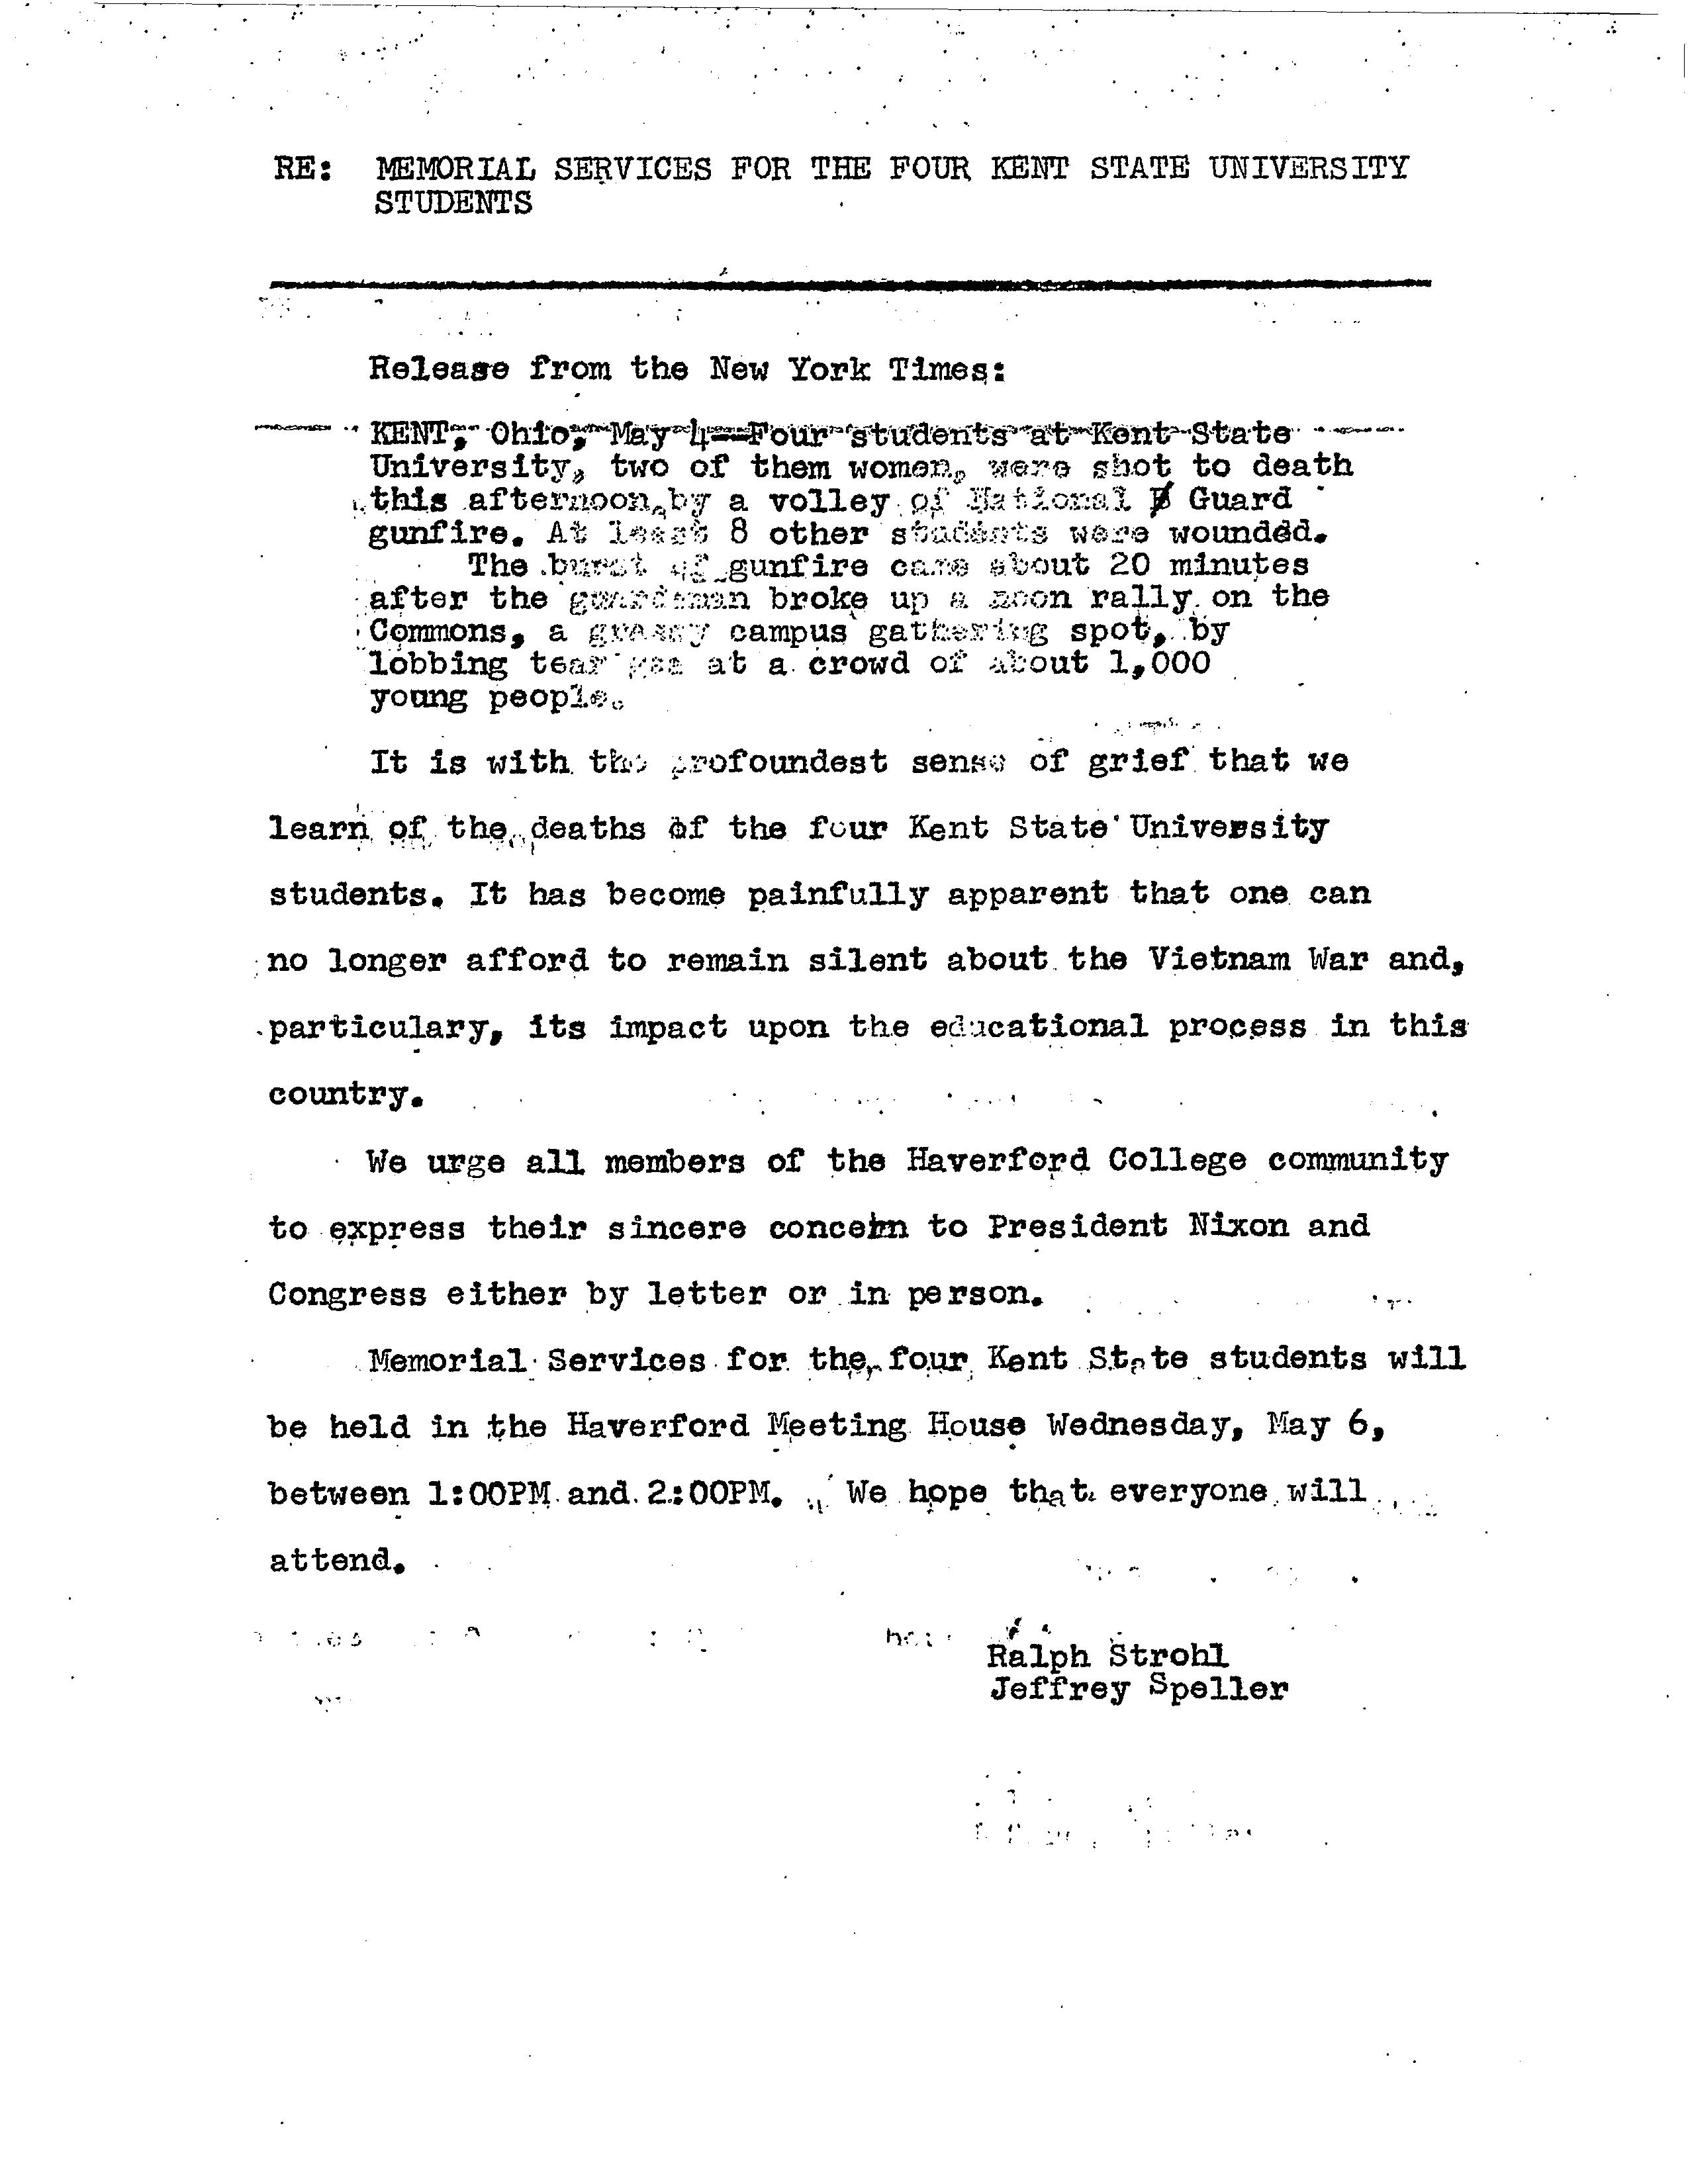 RE: MEMORIAL SERVICES FOR THE FOUR KENT STATE UNIVERSITY
STUDENTS
Release from the New York Times:
KENT, Ohio, May 4--Four students at Kent State
University, two of them women, were shot to death
this afternoon by a volley of National Guard
gunfire. At least 8 other students were wounded.
The burst of gunfire came about 20 minutes
after the guardsman broke up a noon rally on the
Commons, a grassy campus gathering spot, by
lobbing tear gas at a crowd of about 1,000
young people.
It is with the profoundest sense of grief that we
learn of the deaths of the four Kent State University
students. It has become painfully apparent that one can
no longer afford to remain silent about the Vietnam War and,
particulary, its impact upon the educational process in this
country.
We urge all members of the Haverford College community
to express their sincere concern to President Nixon and
Congress either by letter or in person.
Memorial Services for the four Kent State students will
be held in the Haverford Meeting House Wednesday, May 6,
between 1:00PM and 2:00PM. We hope that everyone will
attend.
Ralph Strohl
Jeffrey Speller